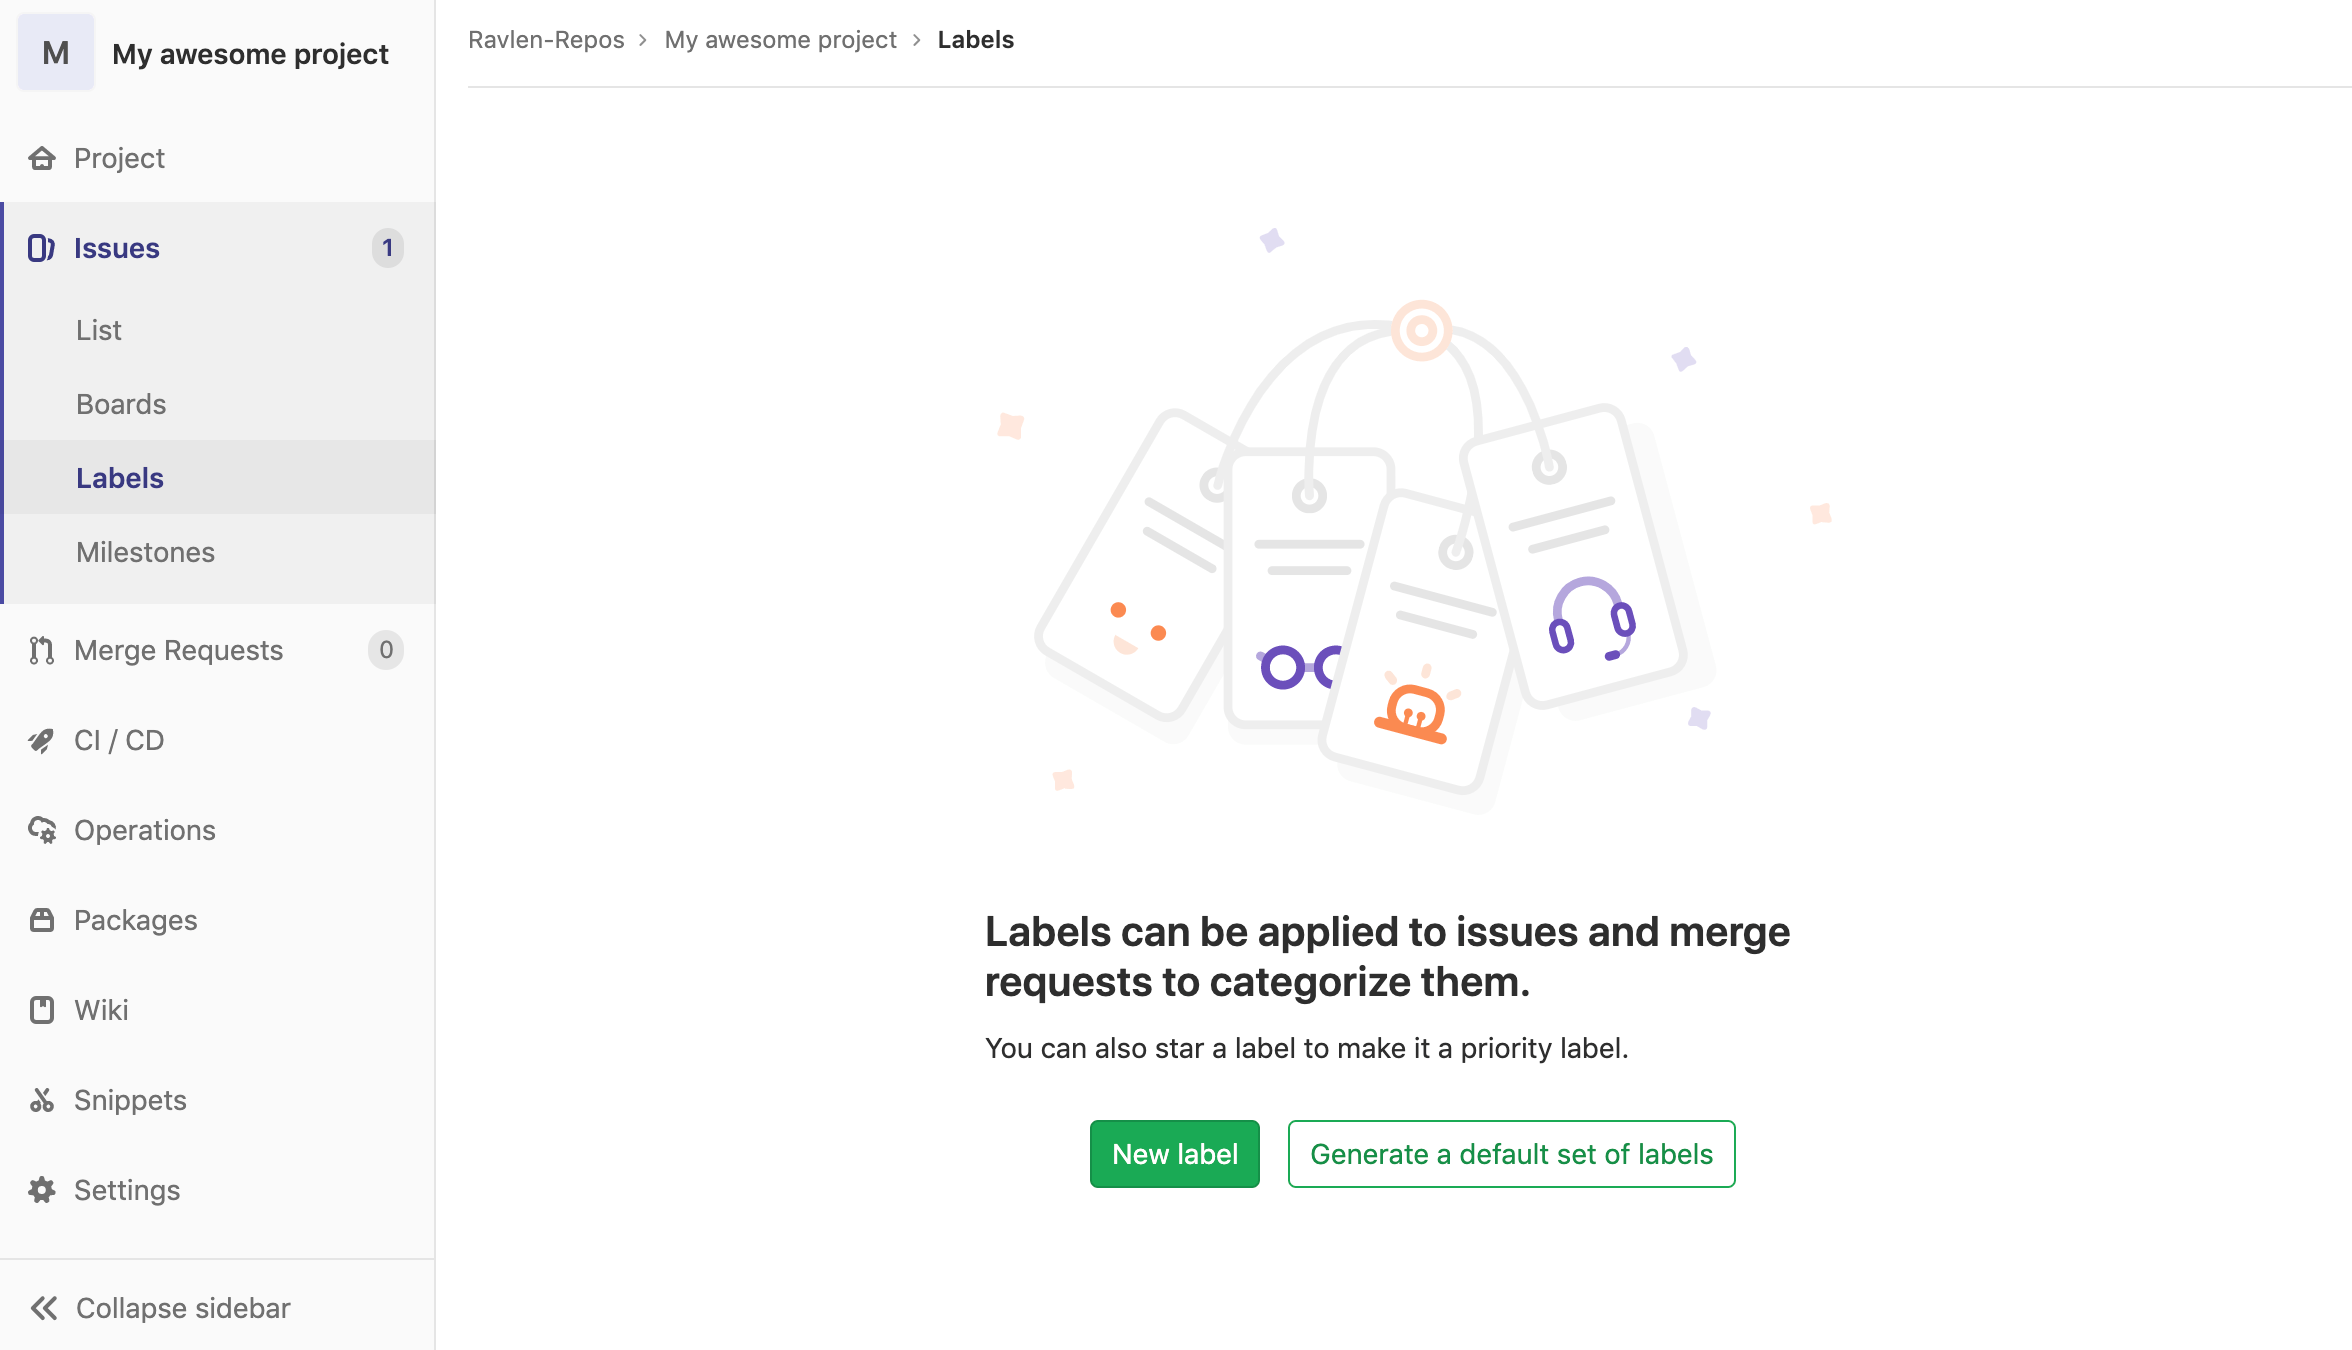 M
My awesome project
Project
Issues
1
List
Boards
Labels
Milestones
Merge Requests
0
CI / CD
Operations
Packages
Wiki
Snippets
Settings
Collapse sidebar
Ravlen-Repos > My awesome project > Labels
Labels can be applied to issues and merge
requests to categorize them.
You can also star a label to make it a priority label.
New label
Generate a default set of labels